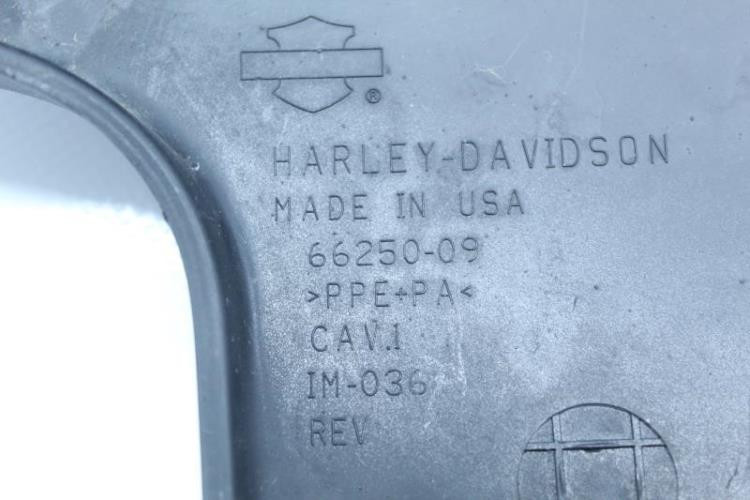 ®
HARLEY-DAVIDSON
MADE IN USA
66250-09
>PPE+PA<
CAV.1
IM-036
REV